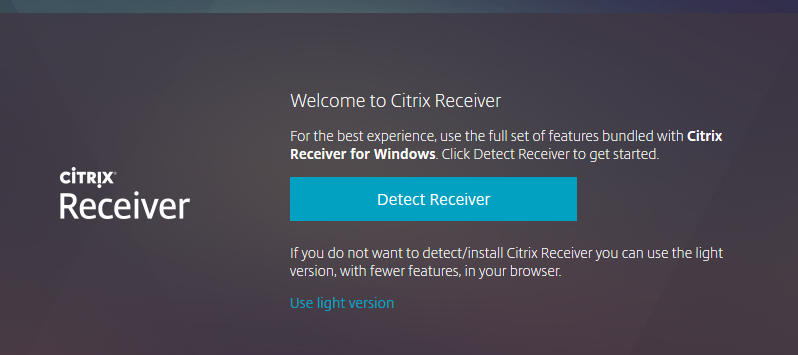 Welcome to Citrix Receiver
For the best experience, use the full set of features bundled with Citrix
Receiver for Windows. Click Detect Receiver to get started.
CITRIX®
Receiver
Detect Receiver
If you do not want to detect/install Citrix Receiver you can use the light
version, with fewer features, in your browser.
Use light version